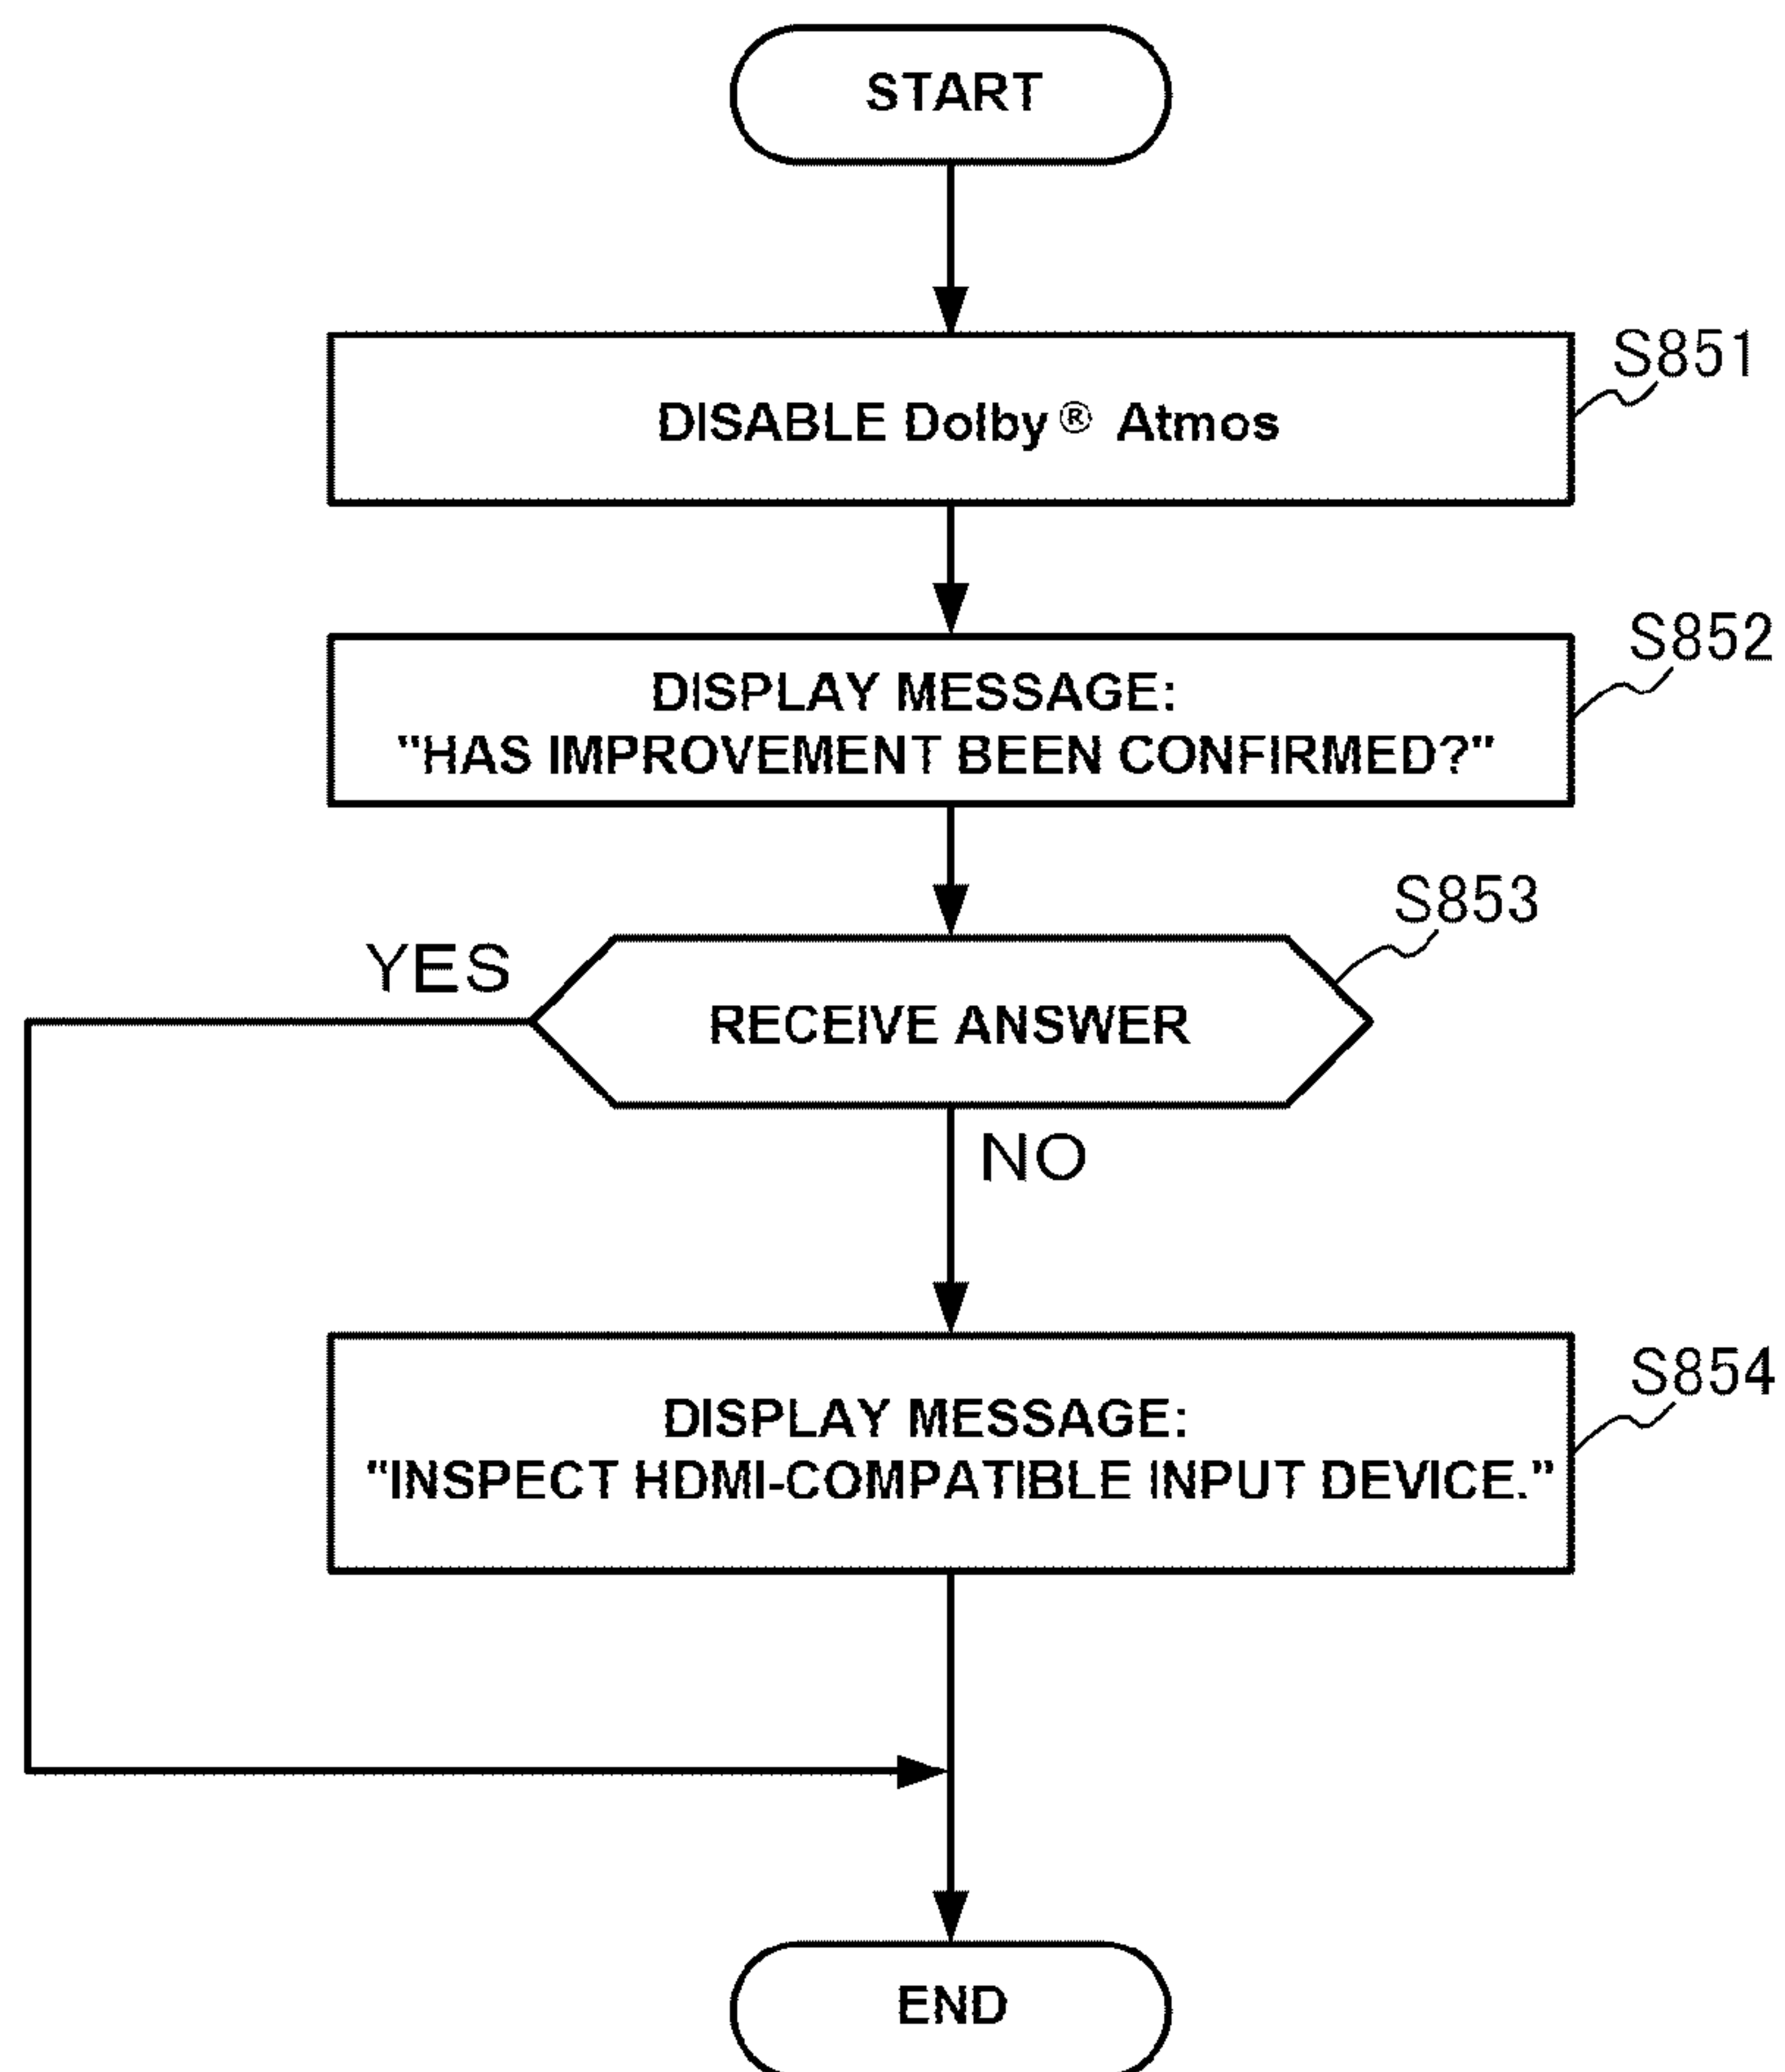 START
S851
DISABLE Dolby® Atmos
S852
DISPLAY MESSAGE:
"HAS IMPROVEMENT BEEN CONFIRMED?"
S853
YES
RECEIVE ANSWER
NO
S854
DISPLAY MESSAGE:
"INSPECT HDMI-COMPATIBLE INPUT DEVICE."
END